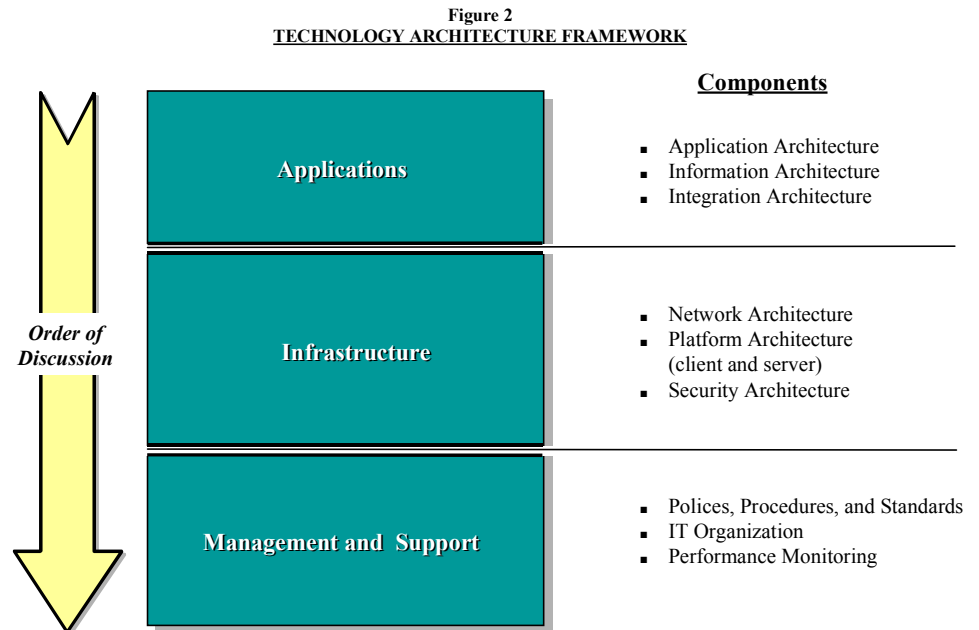 Figure 2
TECHNOLOGY ARCHITECTURE FRAMEWORK
Components
Applications
▪ Application Architecture
▪ Information Architecture
▪ Integration Architecture
Order of
Discussion
Infrastructure
▪ Network Architecture
▪ Platform Architecture
(client and server)
▪ Security Architecture
Management and Support
▪ Polices, Procedures, and Standards
▪ IT Organization
▪ Performance Monitoring